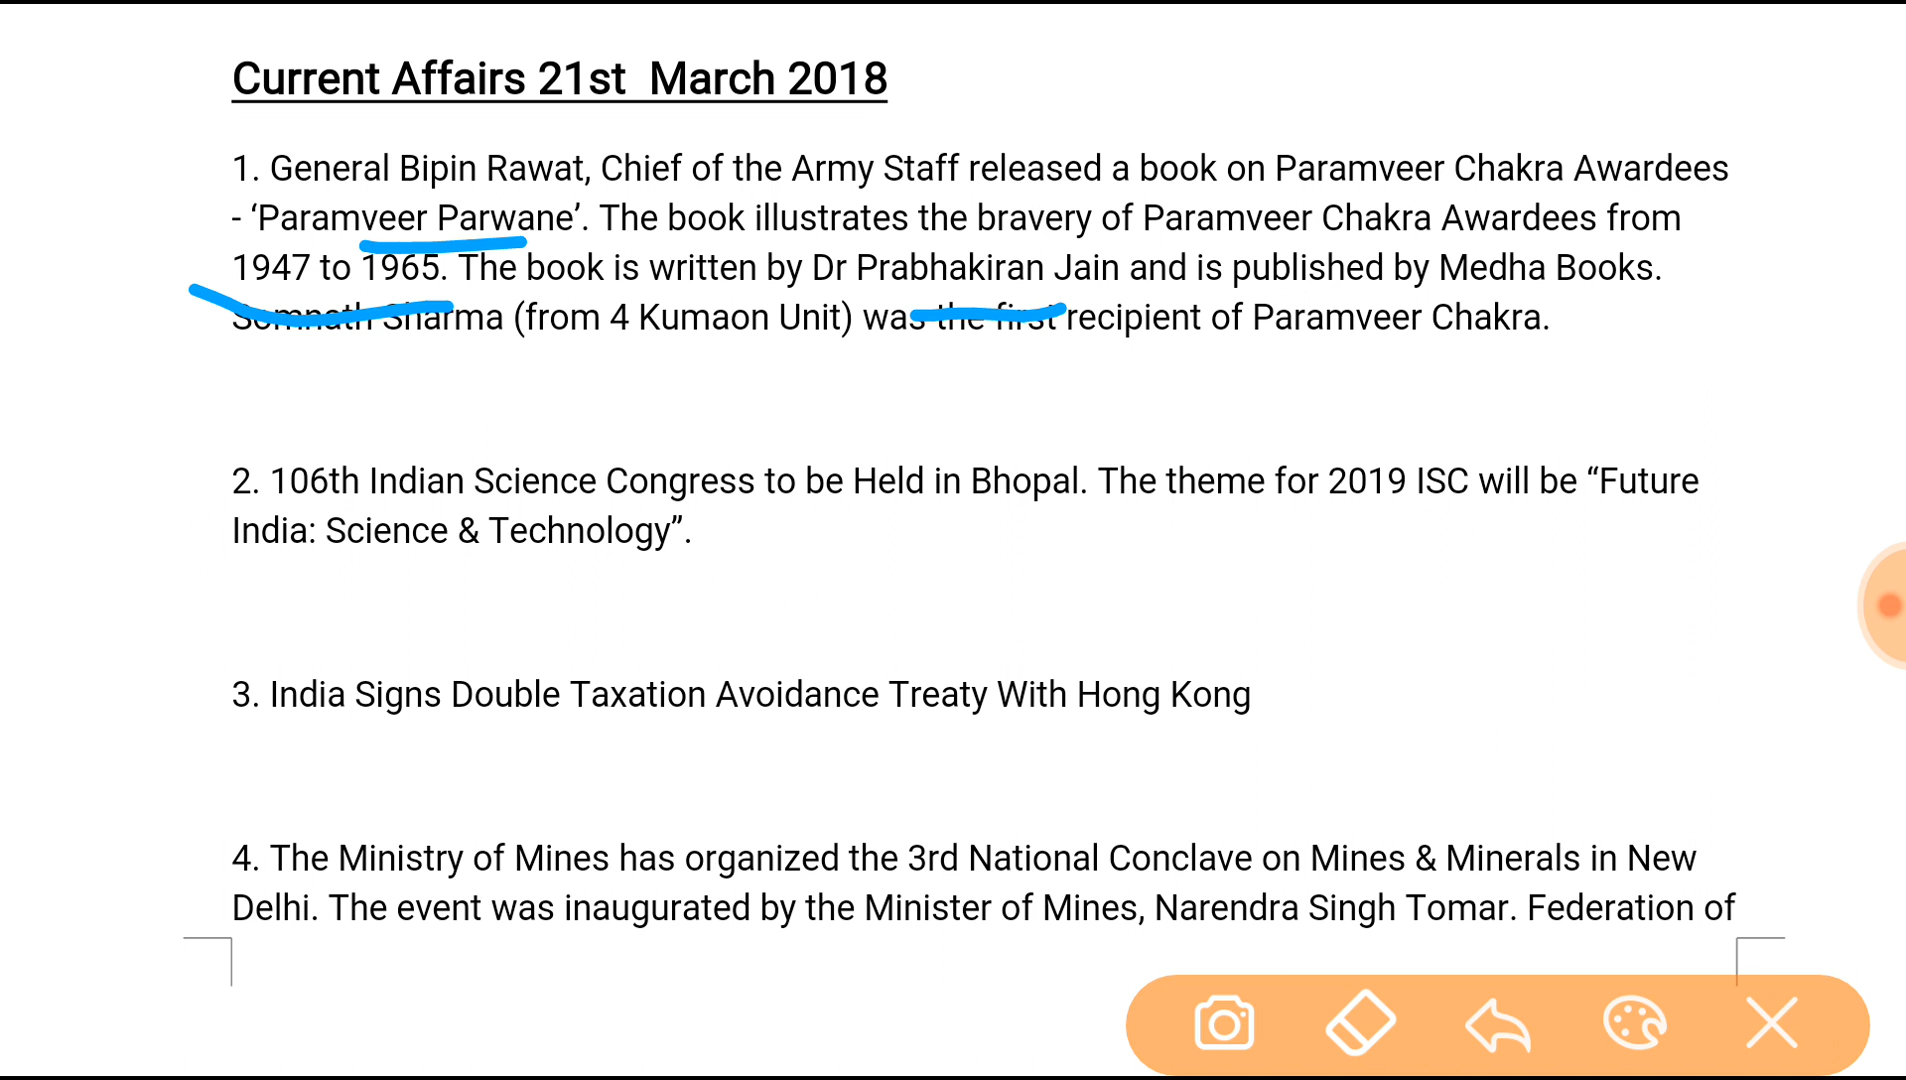 Current Affairs 21st  March 2018
1. General Bipin Rawat, Chief of the Army Staff released a book on Paramveer Chakra Awardees
- ‘Paramveer Parwane’. The book illustrates the bravery of Paramveer Chakra Awardees from
1947 to 1965. The book is written by Dr Prabhakiran Jain and is published by Medha Books.
Somnath Sharma (from 4 Kumaon Unit) was the first recipient of Paramveer Chakra.
2. 106th Indian Science Congress to be Held in Bhopal. The theme for 2019 ISC will be “Future
India: Science & Technology”.
3. India Signs Double Taxation Avoidance Treaty With Hong Kong
4. The Ministry of Mines has organized the 3rd National Conclave on Mines & Minerals in New
Delhi. The event was inaugurated by the Minister of Mines, Narendra Singh Tomar. Federation of